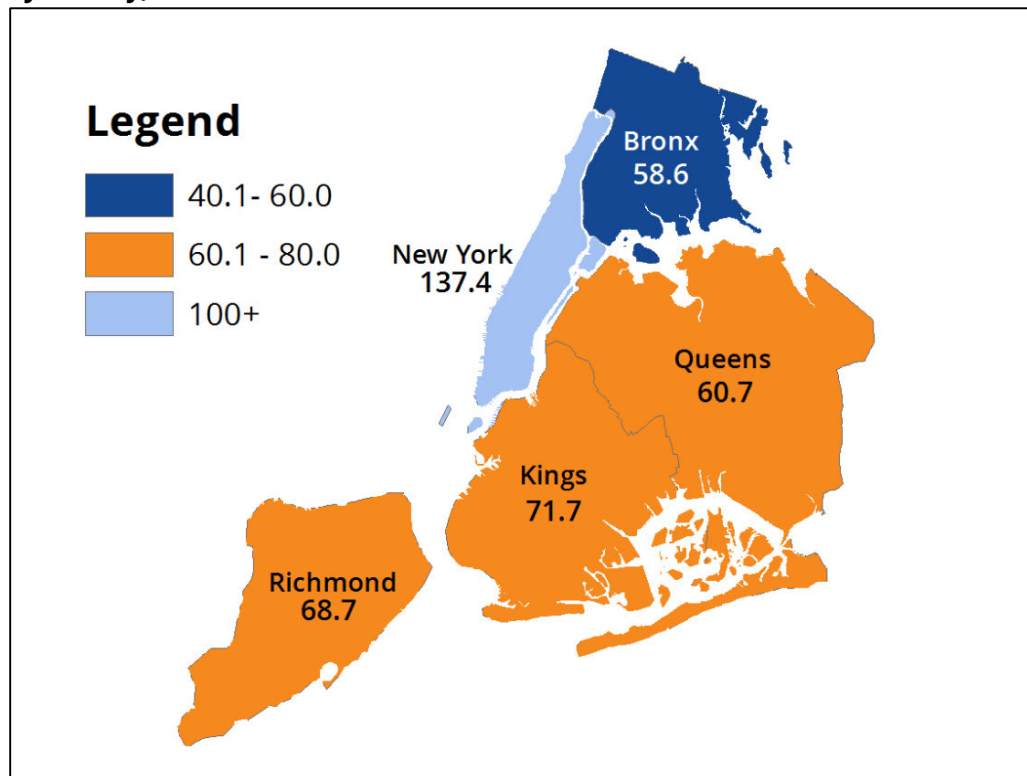 Legend
40.1- 60.0
60.1 - 80.0
100+
Bronx
58.6
New York
137.4
Queens
60.7
Kings
71.7
Richmond
68.7